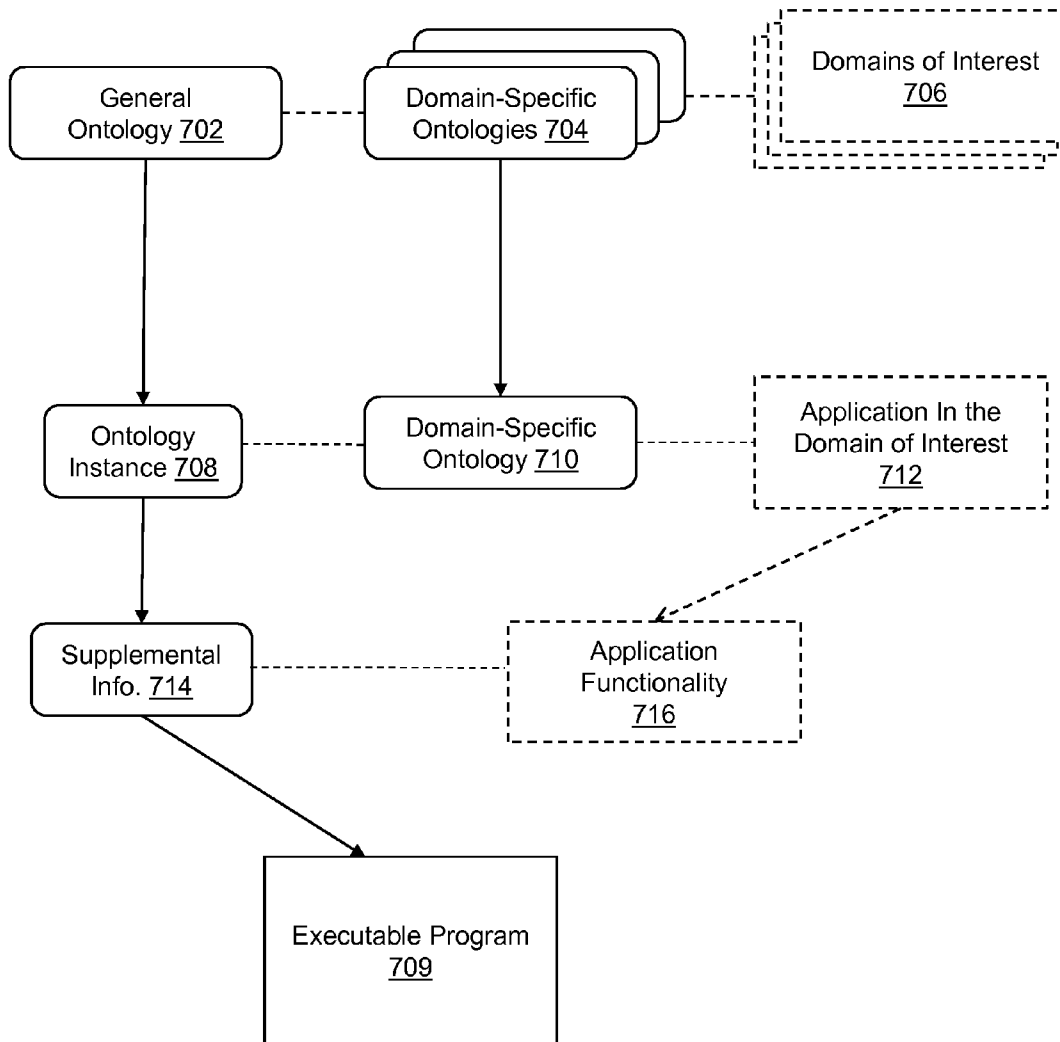 General
Ontology 702
Domain-Specific
Ontologies 704
Domains of Interest
706
Ontology
Instance 708
Domain-Specific
Ontology 710
Application In the
Domain of Interest
712
Supplemental
Info. 714
Application
Functionality
716
Executable Program
709